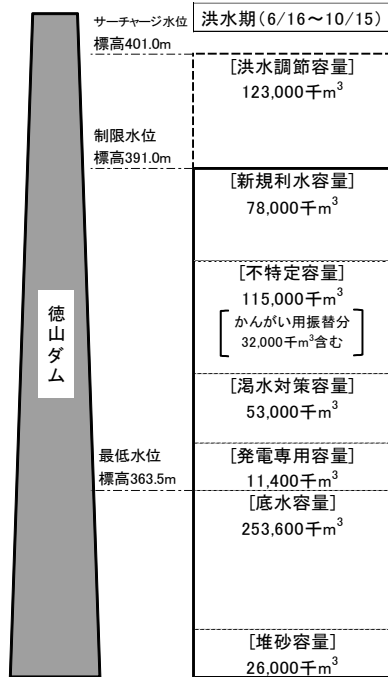 サーチャージ水位
標高401.0m
洪水期(6/16～10/15)
[洪水調節容量]
123,000千m³
制限水位
標高391.0m
[新規利水容量]
78,000千m³
[不特定容量]
115,000千m³
かんがい用振替分
32,000千m³含む
徳山ダム
[渇水対策容量]
53,000千m³
最低水位
標高363.5m
[発電専用容量]
11,400千m³
[底水容量]
253,600千m³
[堆砂容量]
26,000千m³